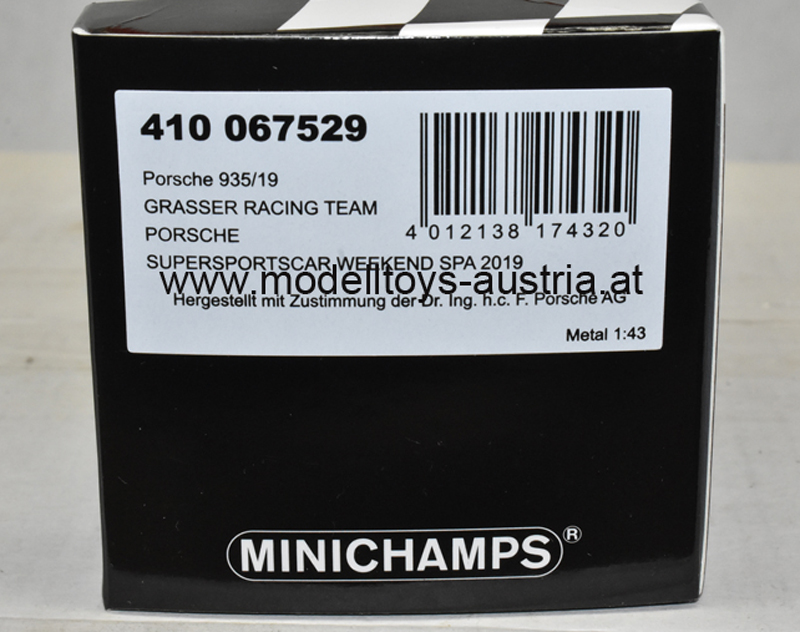 410 067529
Porsche 935/19
GRASSER RACING TEAM
PORSCHE
SUPERSPORTSCAR WEEKEND SPA 2019
4 012138 174320
www.modelltoys-austria.at
Hergestellt mit Zustimmung der Dr. Ing. h.c. F. Porsche AG
Metal 1:43
MINICHAMPS®